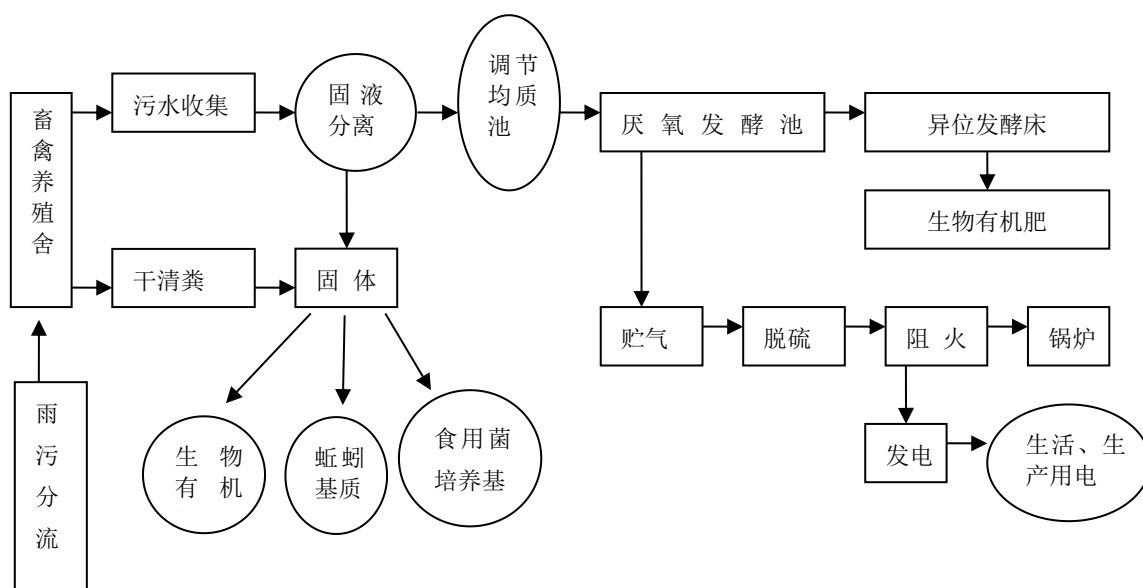 畜禽养殖舍
污水收集
固液
分离
调节
均质
池
厌氧发酵池
异位发酵床
生物有机肥
干清粪
固体
贮气
脱硫
阻火
锅炉
雨污分流
生物
有机
蚯蚓
基质
食用菌
培养基
发电
生活、生
产用电